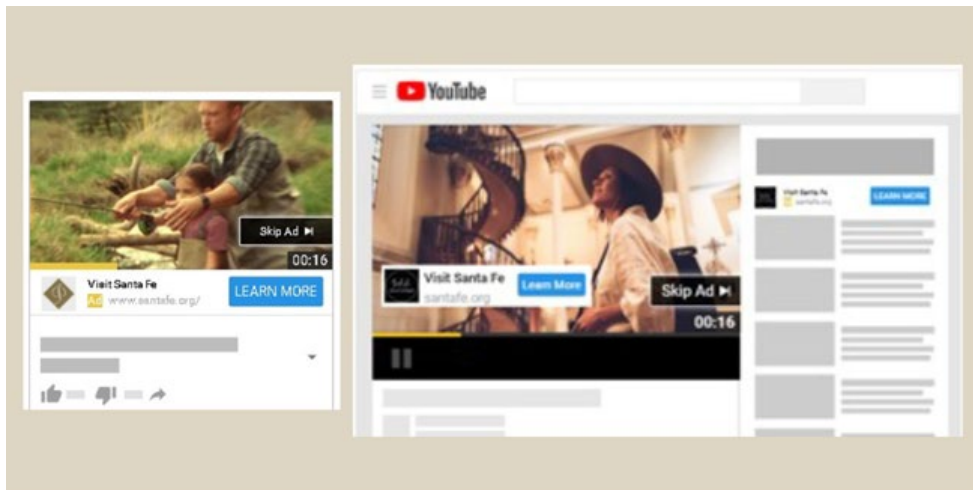 Skip Ad
00:16
Visit Santa Fe
Ad www.santafe.org/
LEARN MORE
YouTube
Visit Santa Fe
santafe.org
Learn More
Skip Ad
00:16
Visit Santa Fe
santafe.org
LEARN MORE